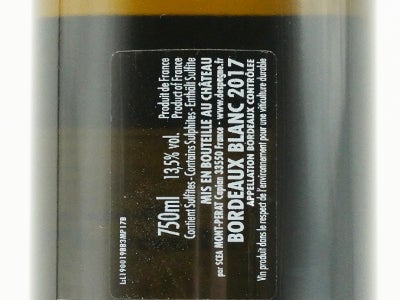 Produit de France
Product of France
750ml 13,5% vol.
Contient Sulfites - Contains Sulphites - Enthält Sulfite
MIS EN BOUTEILLE AU CHÂTEAU
par SCEA MONT-PERAT Capian 33550 France - www.despagne.fr
BORDEAUX BLANC 2017
APPELLATION BORDEAUX CONTRÔLÉE
Vin produit dans le respect de l'environnement pour une viticulture durable